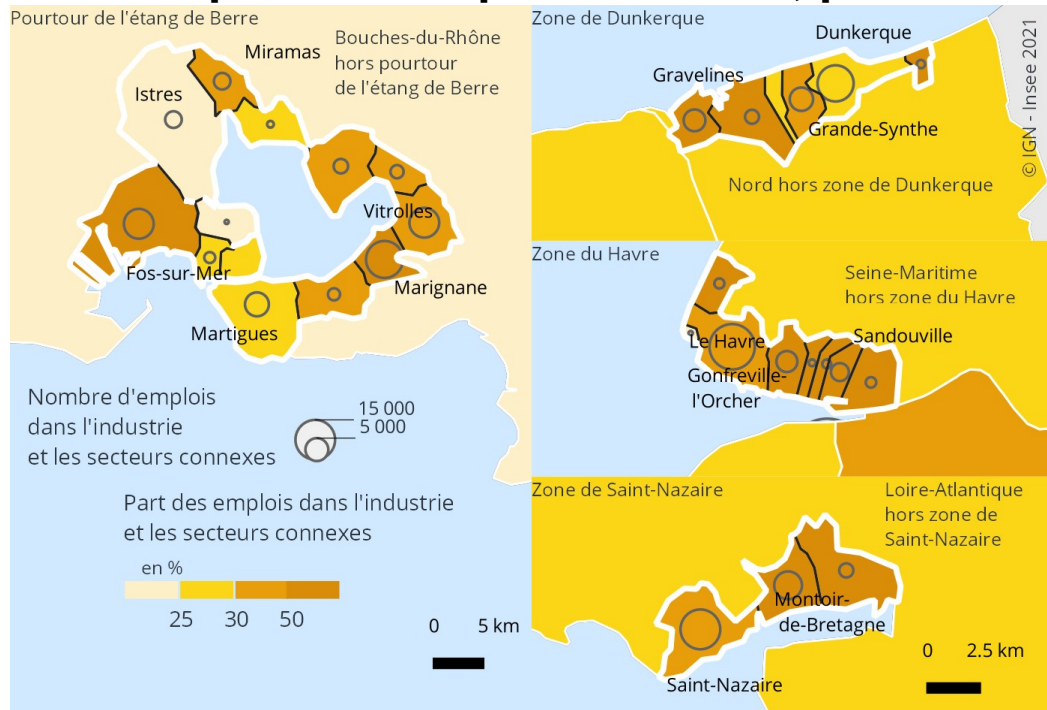 Pourtour de l'étang de Berre
Miramas
Bouches-du-Rhône
hors pourtour
de l'étang de Berre
Istres
Vitrolles
Fos-sur-Mer
Marignane
Martigues
Nombre d'emplois
dans l'industrie
et les secteurs connexes
15 000
5 000
Part des emplois dans l'industrie
et les secteurs connexes
en %
25 30 50
0 5 km
Zone de Dunkerque
Dunkerque
Gravelines
Grande-Synthe
Nord hors zone de Dunkerque
© IGN - Insee 2021
Zone du Havre
Seine-Maritime
hors zone du Havre
Le Havre
Sandouville
Gonfreville-
l'Orcher
Zone de Saint-Nazaire
Loire-Atlantique
hors zone de
Saint-Nazaire
Montoir-
de-Bretagne
Saint-Nazaire
0 2.5 km